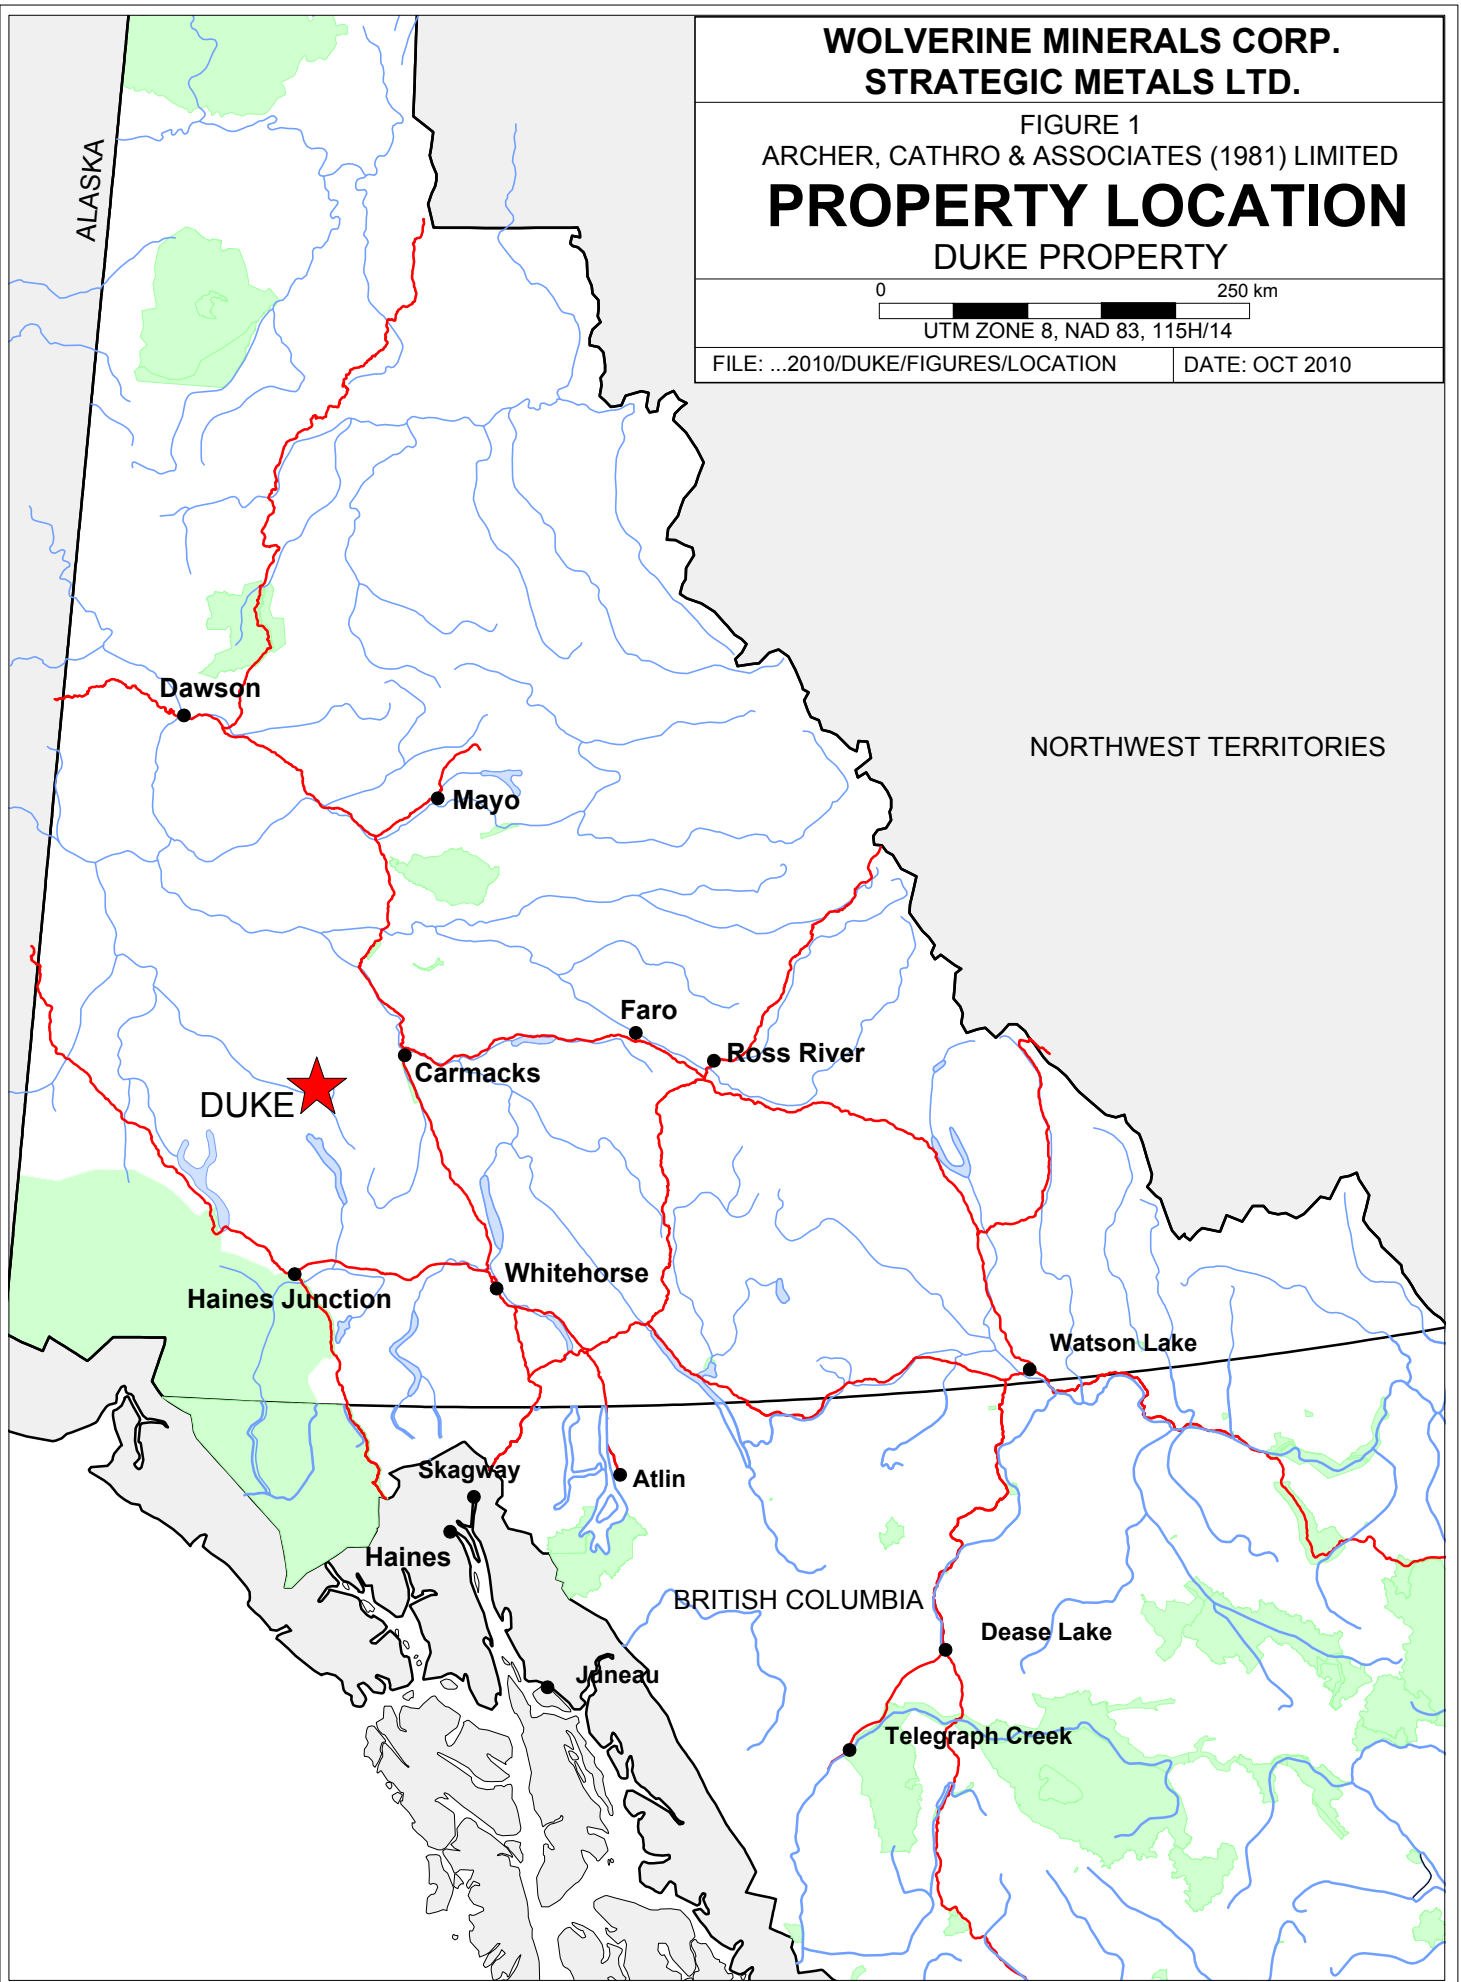 WOLVERINE MINERALS CORP.
STRATEGIC METALS LTD.
FIGURE 1
ARCHER, CATHRO & ASSOCIATES (1981) LIMITED
PROPERTY LOCATION
DUKE PROPERTY
0 250 km
UTM ZONE 8, NAD 83, 115H/14
FILE: ...2010/DUKE/FIGURES/LOCATION DATE: OCT 2010
ALASKA
Dawson
NORTHWEST TERRITORIES
Mayo
Faro
Ross River
Carmacks
DUKE
Whitehorse
Haines Junction
Watson Lake
Skagway
Atlin
Haines
BRITISH COLUMBIA
Dease Lake
Juneau
Telegraph Creek